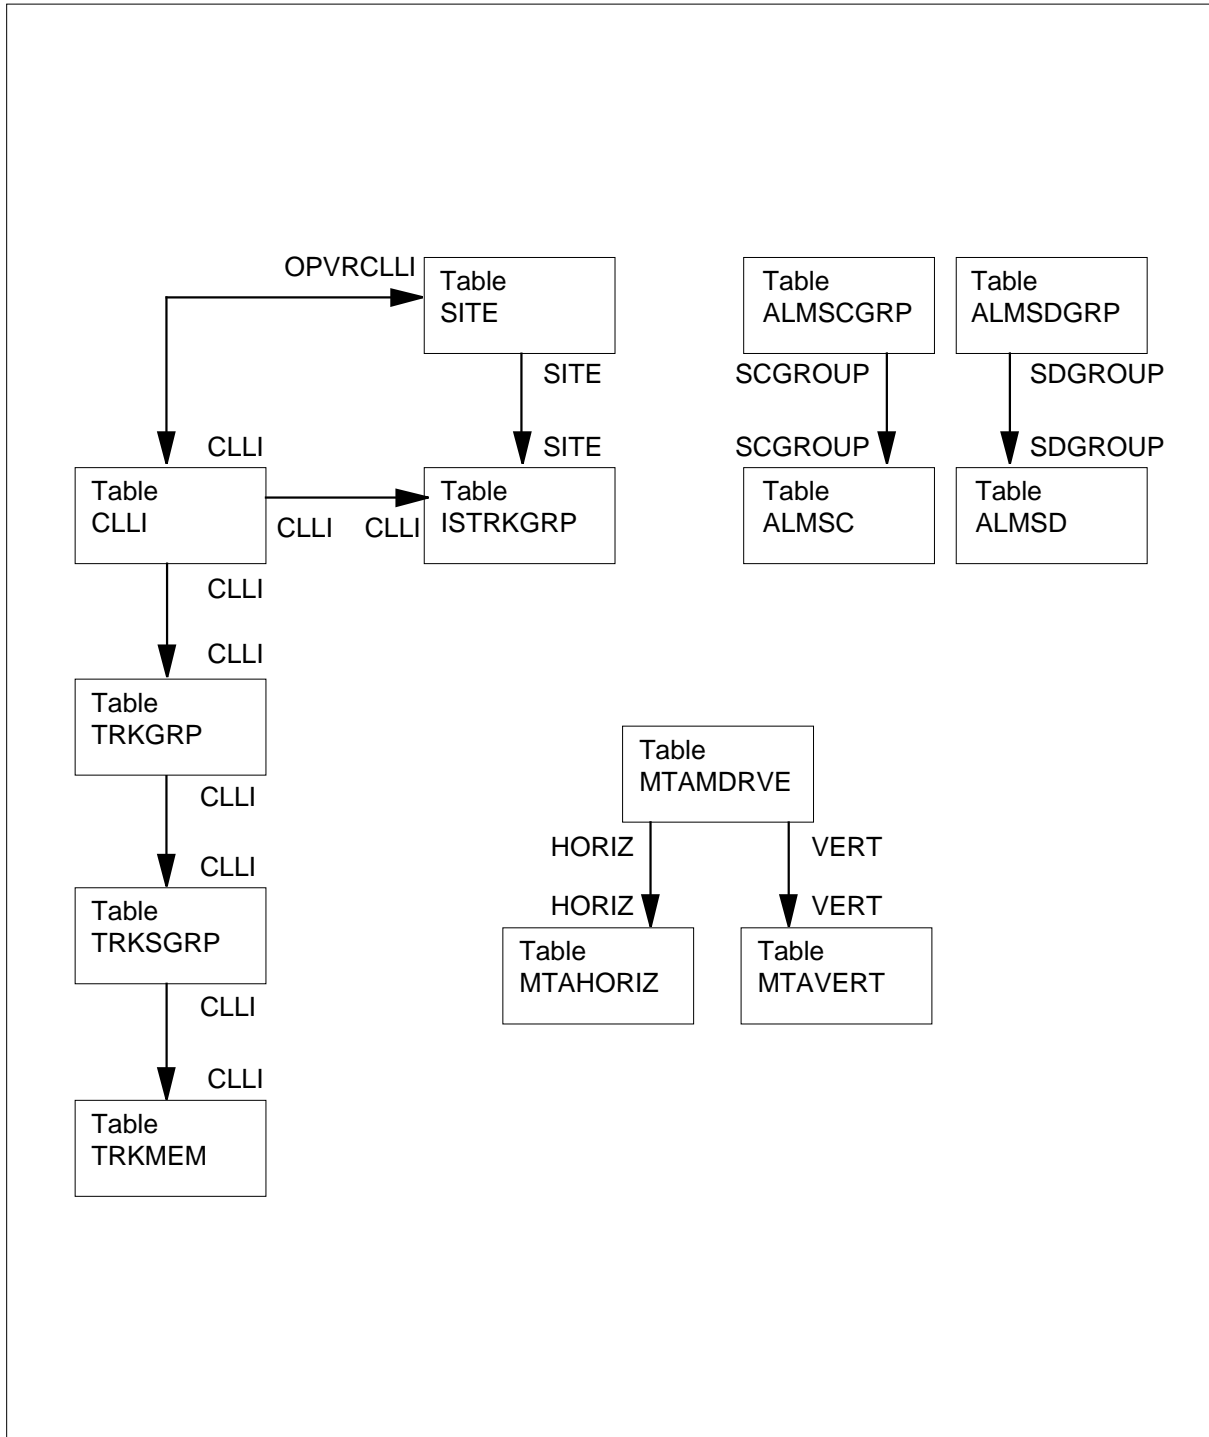 OPVRCLLI
Table
SITE
Table
ALMSCGRP
Table
ALMSDGRP
SITE
SCGROUP
SDGROUP
CLLI
SITE
SCGROUP
SDGROUP
Table
CLLI
CLLI
CLLI
Table
ISTRKGRP
Table
ALMSC
Table
ALMSD
CLLI
CLLI
Table
TRKGRP
Table
MTAMDRVE
CLLI
HORIZ
VERT
CLLI
HORIZ
VERT
Table
TRKSGRP
Table
MTAHORIZ
Table
MTAVERT
CLLI
CLLI
Table
TRKMEM